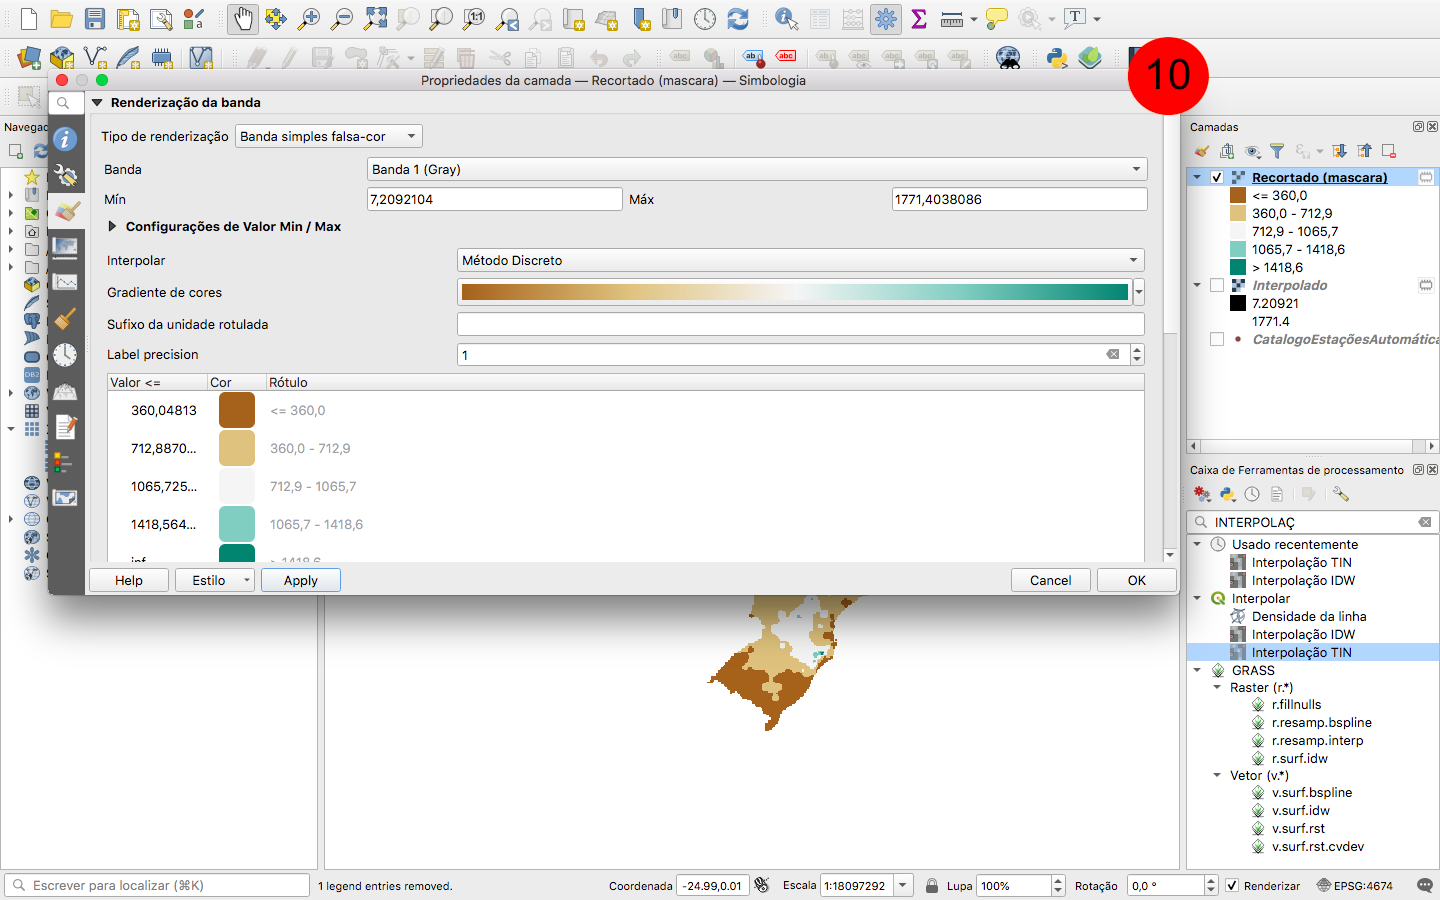 10
Propriedades da camada — Recortado (mascara) — Simbologia
Renderização da banda
Tipo de renderização Banda simples falsa-cor
Banda Banda 1 (Gray)
Mín 7,2092104 Máx 1771,4038086
Configurações de Valor Min / Max
Interpolar Método Discreto
Gradiente de cores
Sufixo da unidade rotulada
Label precision 1
Valor <= Cor Rótulo
360,04813 <= 360,0
712,8870... 360,0 - 712,9
1065,725... 712,9 - 1065,7
1418,564... 1065,7 - 1418,6
inf > 1418,6
Help Estilo Apply Cancel OK
Navegad
DB2
Camadas
Recortado (mascara)
<= 360,0
360,0 - 712,9
712,9 - 1065,7
1065,7 - 1418,6
> 1418,6
Interpolado
7.20921
1771.4
CatalogoEstaçõesAutomática
Caixa de Ferramentas de processamento
INTERPOLAÇ
Usado recentemente
Interpolação TIN
Interpolação IDW
Interpolar
Densidade da linha
Interpolação IDW
Interpolação TIN
GRASS
Raster (r.*)
r.fillnulls
r.resamp.bspline
r.resamp.interp
r.surf.idw
Vetor (v.*)
v.surf.bspline
v.surf.idw
v.surf.rst
v.surf.rst.cvdev
Escrever para localizar (⌘K) 1 legend entries removed. Coordenada -24.99,0.01 Escala 1:18097292 Lupa 100% Rotação 0,0 ° Renderizar EPSG:4674